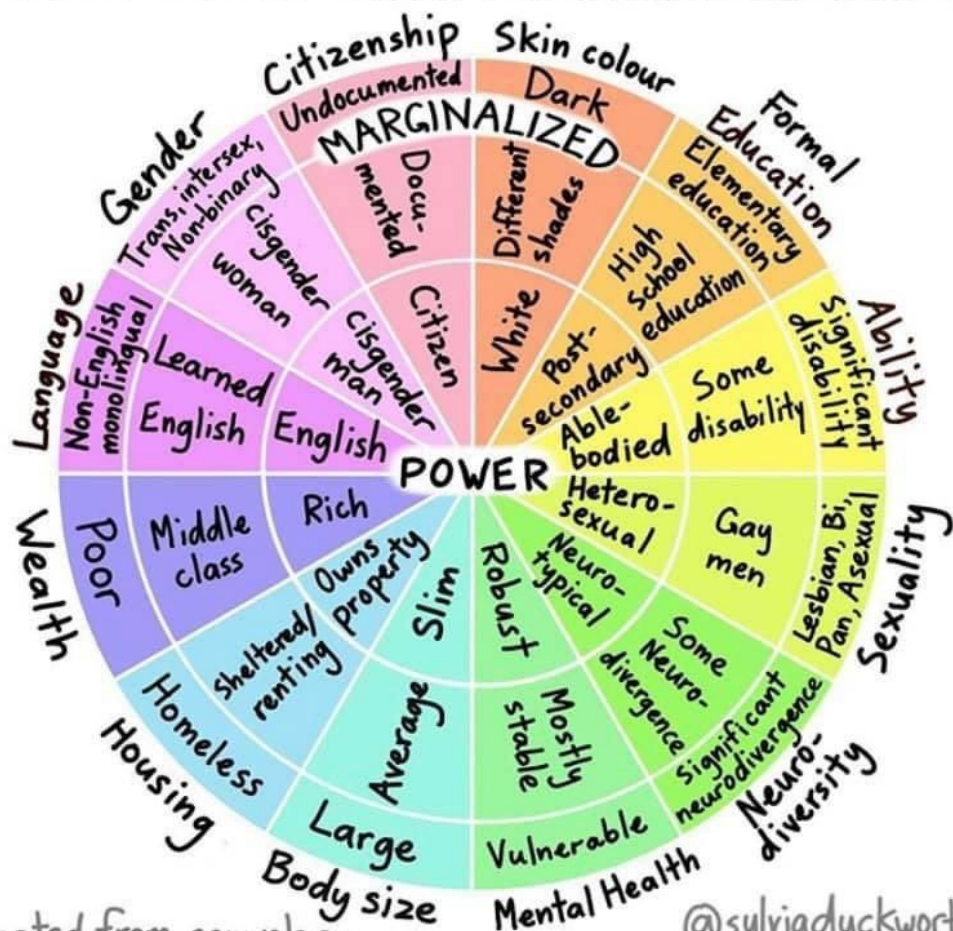 Citizenship
Undocumented
Docu-
mented
Citizen
Skin colour
Dark
Different
shades
White
Formal
Education
Elementary
education
High
school
education
Post-
secondary
Ability
Significant
disability
Some
disability
Able-
bodied
Sexuality
Lesbian, Bi,
Pan, Asexual
Gay
men
Hetero-
sexual
Neuro-
diversity
Significant
neurodivergence
Some
Neuro-
divergence
Neuro-
typical
Mental Health
Vulnerable
Mostly
stable
Robust
Body size
Large
Average
Slim
Housing
Homeless
Sheltered/
renting
Owns
property
Wealth
Poor
Middle
class
Rich
Language
Non-English
monolingual
Learned
English
English
Gender
Trans, intersex,
Non-binary
cisgender
woman
cisgender
man
MARGINALIZED
POWER
@sylviaduckwort